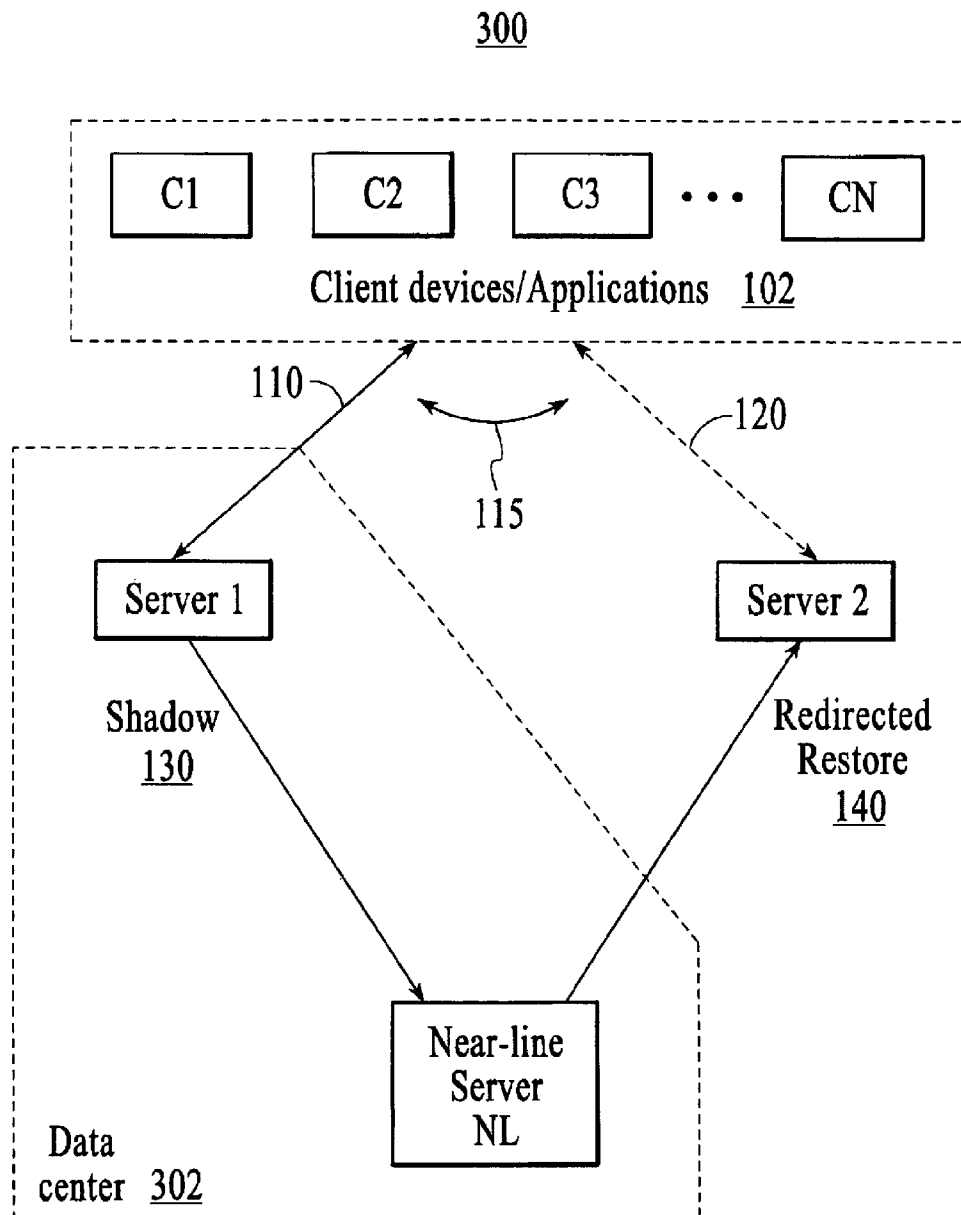 300
C1 C2 C3 ••• CN
Client devices/Applications 102
110
120
115
Server 1
Server 2
Shadow
130
Redirected
Restore
140
Near-line
Server
NL
Data
center 302